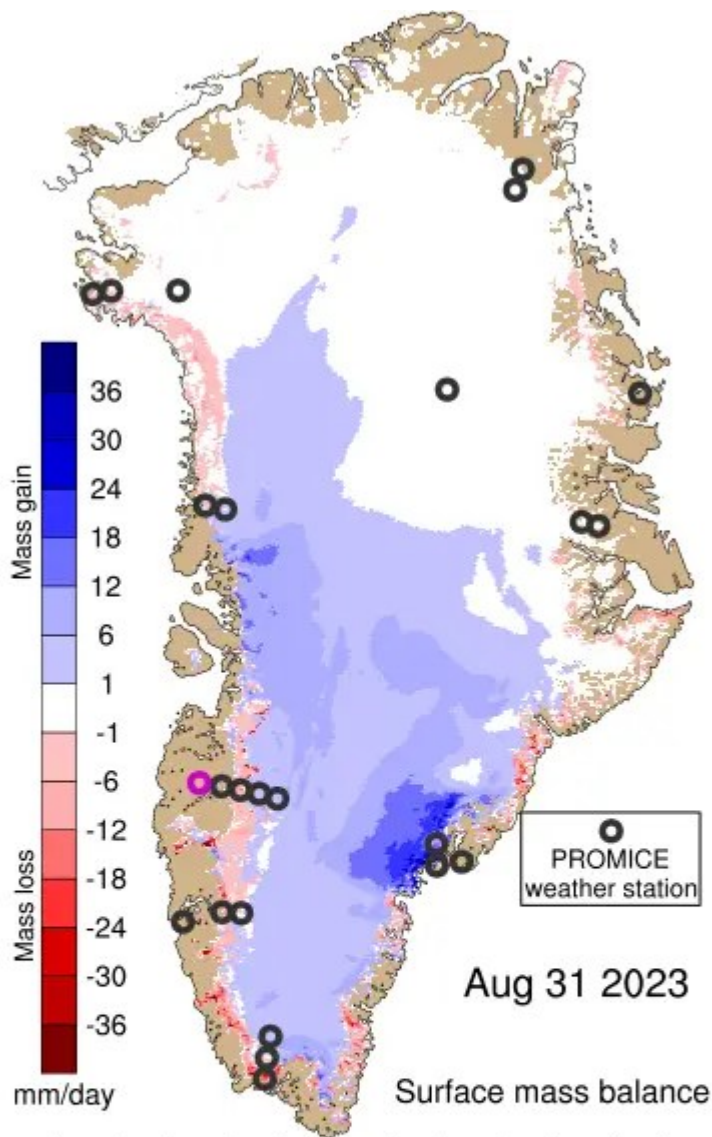 Mass gain
36
30
24
18
12
6
1
-1
-6
-12
-18
-24
-30
-36
Mass loss
mm/day
PROMICE
weather station
Aug 31 2023
Surface mass balance